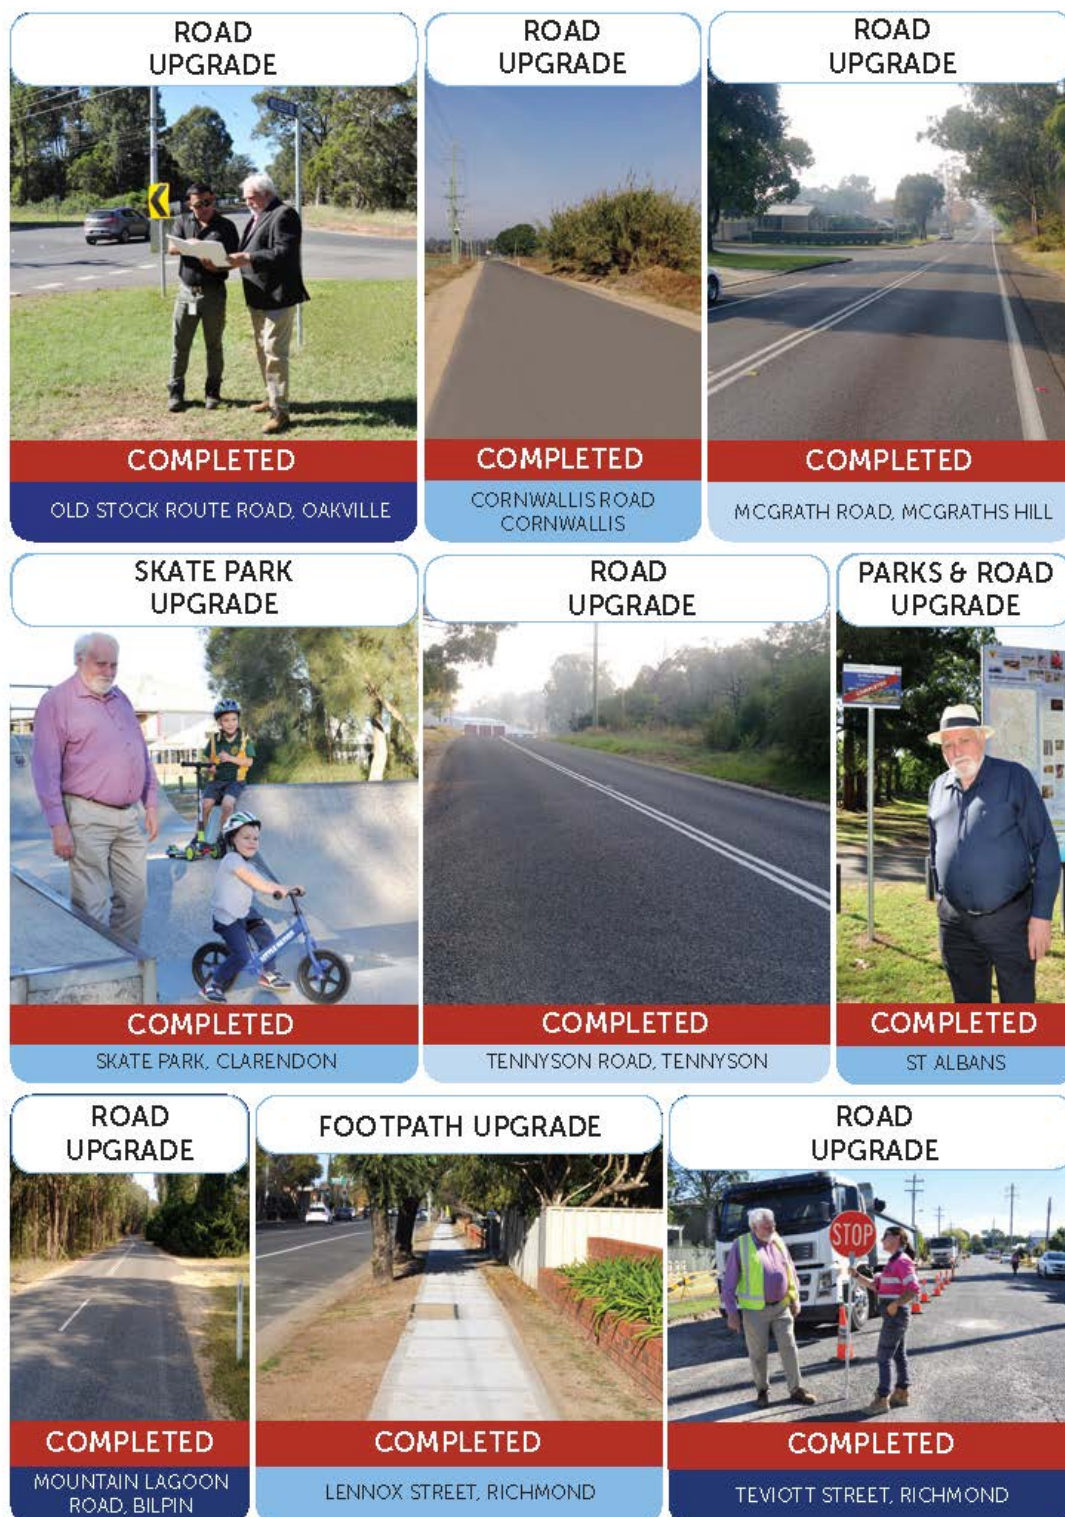 ROAD
UPGRADE
COMPLETED
OLD STOCK ROUTE ROAD, OAKVILLE
ROAD
UPGRADE
COMPLETED
CORNWALLIS ROAD
CORNWALLIS
ROAD
UPGRADE
COMPLETED
MCGRATH ROAD, MCGRATHS HILL
SKATE PARK
UPGRADE
COMPLETED
SKATE PARK, CLARENDON
ROAD
UPGRADE
COMPLETED
TENNYSON ROAD, TENNYSON
PARKS & ROAD
UPGRADE
COMPLETED
COMPLETED
ST ALBANS
ROAD
UPGRADE
COMPLETED
MOUNTAIN LAGOON
ROAD, BILPIN
FOOTPATH UPGRADE
COMPLETED
LENNOX STREET, RICHMOND
ROAD
UPGRADE
STOP
COMPLETED
TEVIOTT STREET, RICHMOND